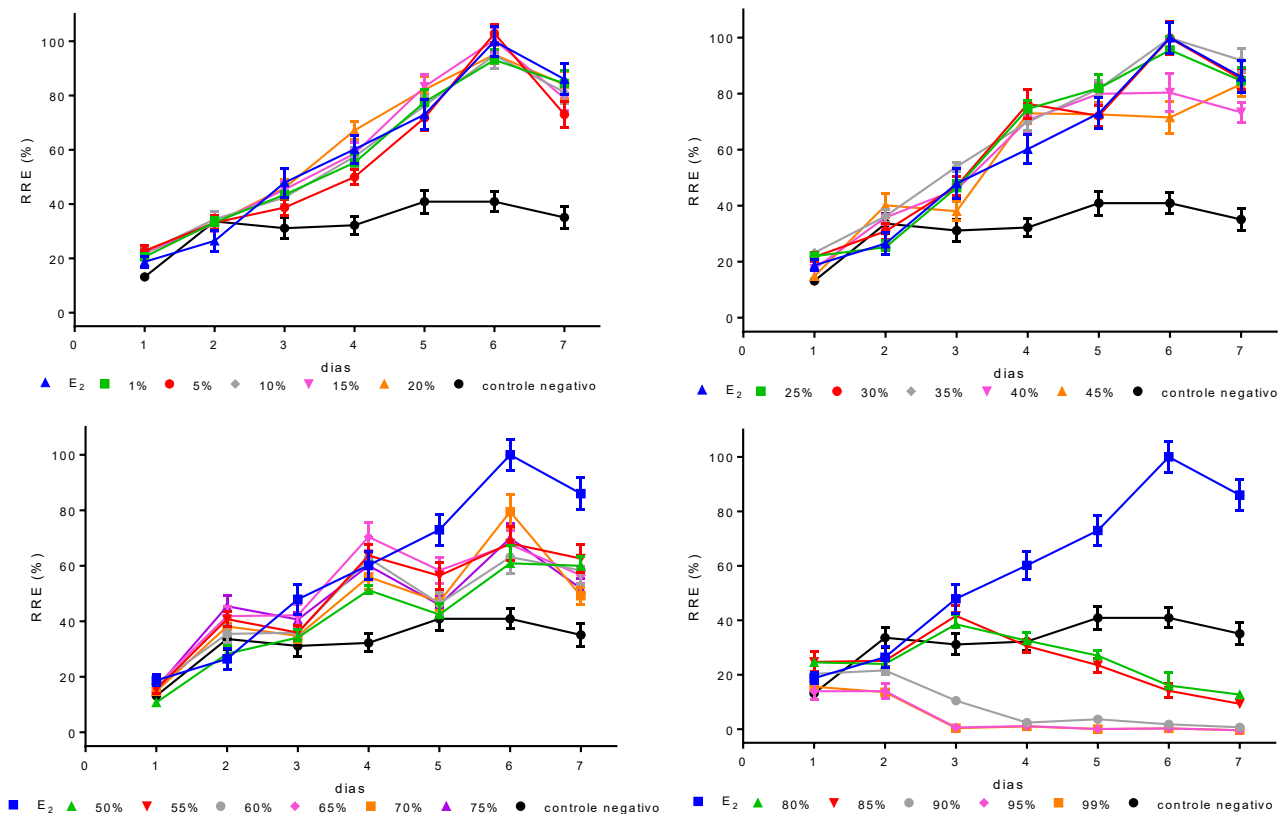 100
80
60
40
20
0
RRE (%)
0 1 2 3 4 5 6 7
dias
E2 1% 5% 10% 15% 20% controle negativo
100
80
60
40
20
0
RRE (%)
0 1 2 3 4 5 6 7
dias
E2 25% 30% 35% 40% 45% controle negativo
100
80
60
40
20
0
RRE (%)
0 1 2 3 4 5 6 7
dias
E2 50% 55% 60% 65% 70% 75% controle negativo
100
80
60
40
20
0
RRE (%)
0 1 2 3 4 5 6 7
dias
E2 80% 85% 90% 95% 99% controle negativo